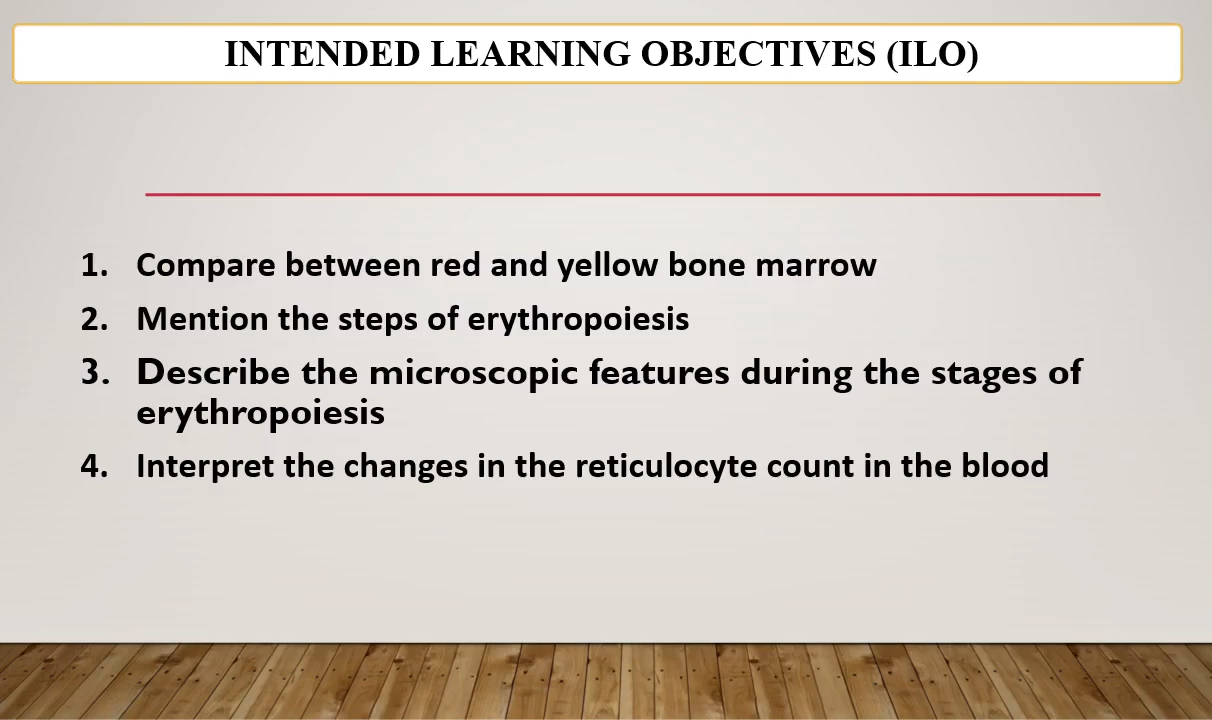 INTENDED LEARNING OBJECTIVES (ILO)
1. Compare between red and yellow bone marrow
2. Mention the steps of erythropoiesis
3. Describe the microscopic features during the stages of
erythropoiesis
4. Interpret the changes in the reticulocyte count in the blood